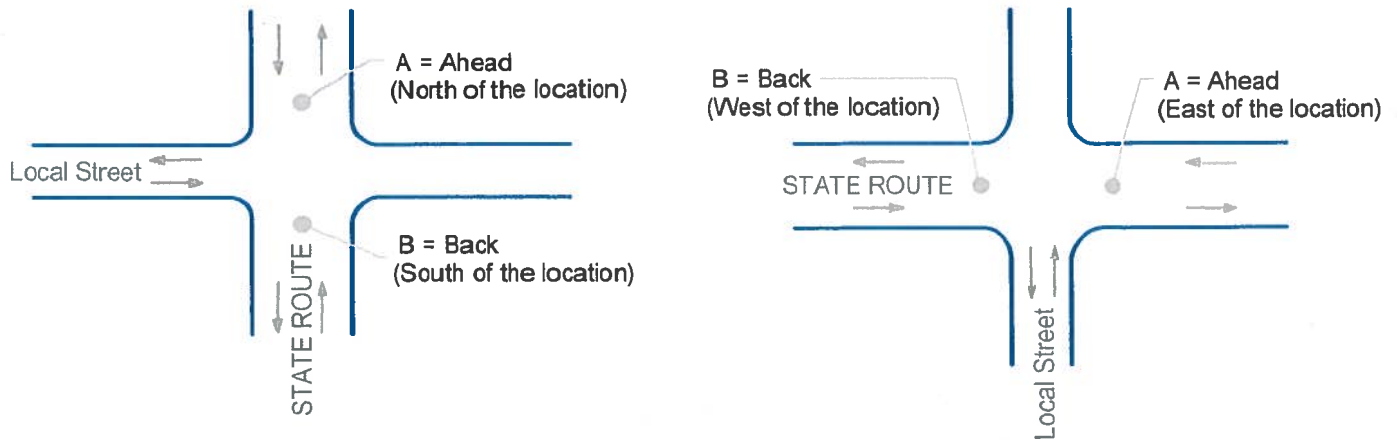 A = Ahead
(North of the location)
Local Street
B = Back
(South of the location)
STATE ROUTE
B = Back
(West of the location)
A = Ahead
(East of the location)
STATE ROUTE
Local Street